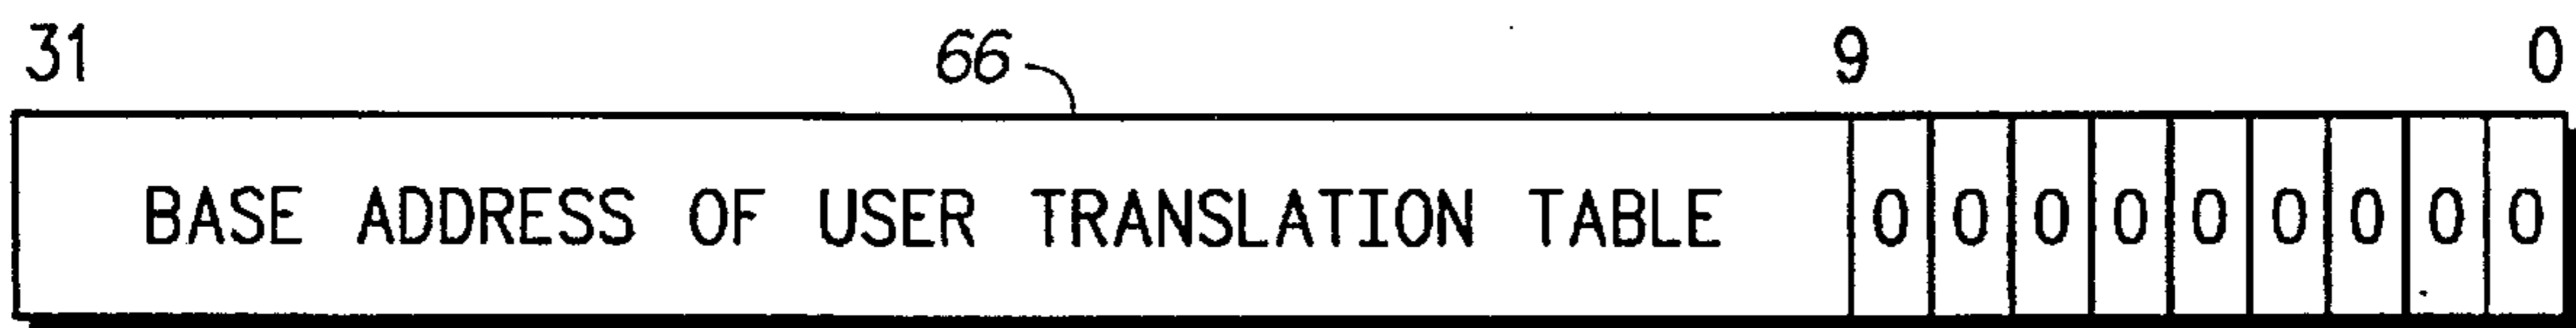 31 66 9 0
BASE ADDRESS OF USER TRANSLATION TABLE 0 0 0 0 0 0 0 0 0